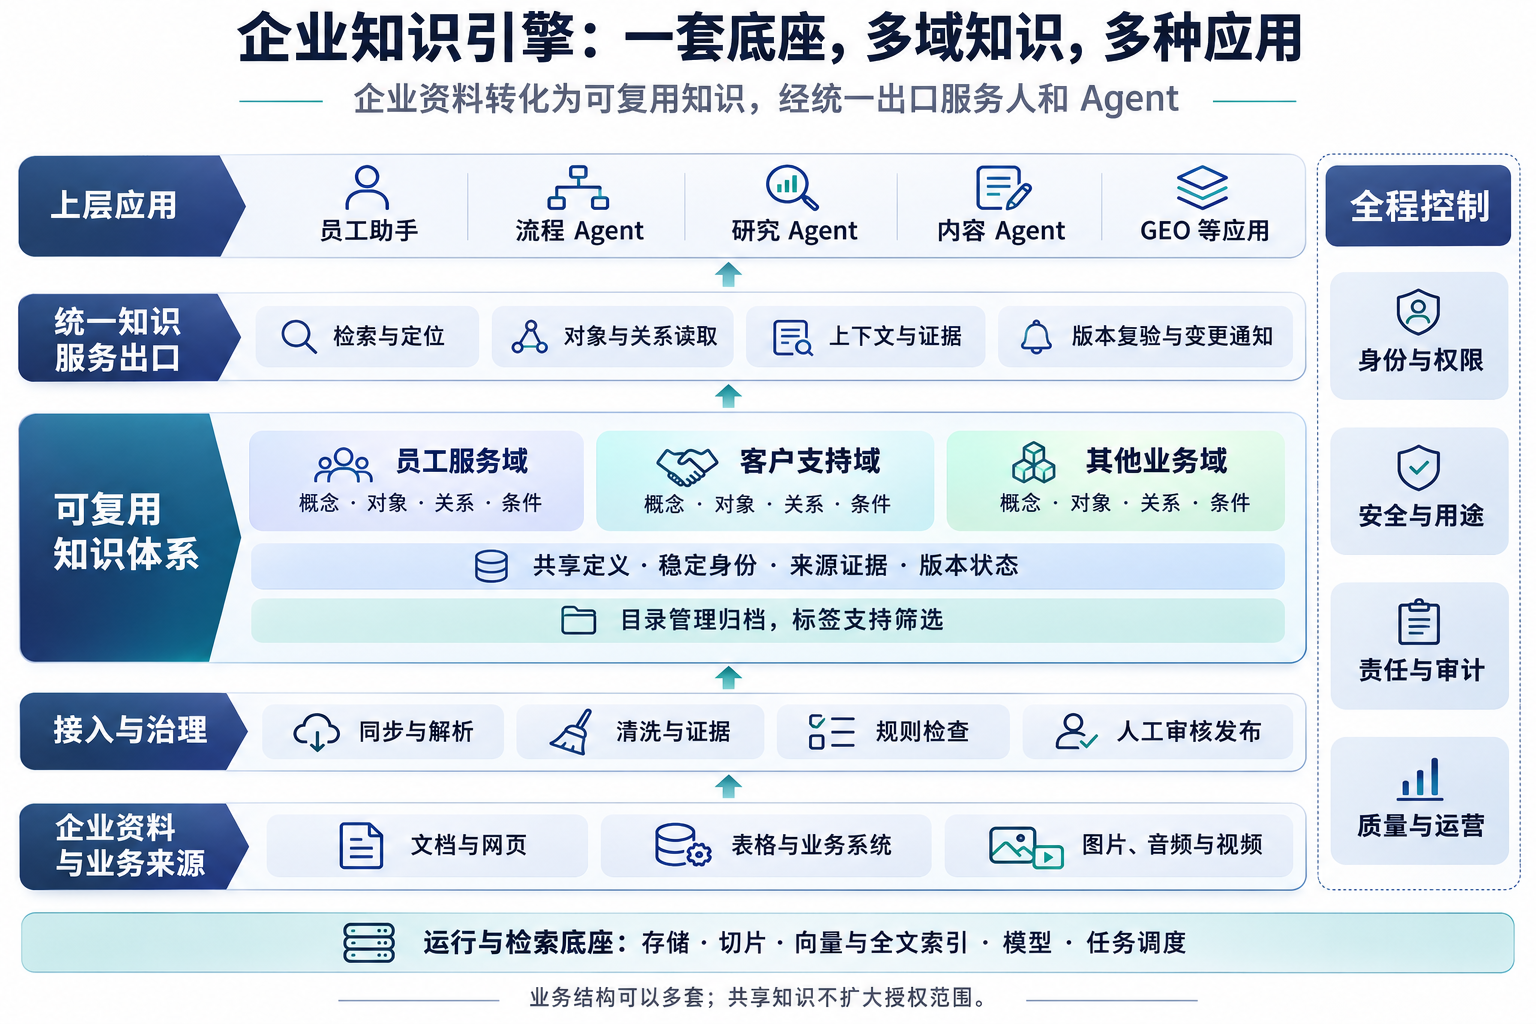 企业知识引擎：一套底座，多域知识，多种应用
企业资料转化为可复用知识，经统一出口服务人和 Agent
上层应用
员工助手
流程 Agent
研究 Agent
内容 Agent
GEO 等应用
统一知识
服务出口
检索与定位
对象与关系读取
上下文与证据
版本复验与变更通知
可复用
知识体系
员工服务域
概念 · 对象 · 关系 · 条件
客户支持域
概念 · 对象 · 关系 · 条件
其他业务域
概念 · 对象 · 关系 · 条件
共享定义 · 稳定身份 · 来源证据 · 版本状态
目录管理归档，标签支持筛选
接入与治理
同步与解析
清洗与证据
规则检查
人工审核发布
企业资料
与业务来源
文档与网页
表格与业务系统
图片、音频与视频
全程控制
身份与权限
安全与用途
责任与审计
质量与运营
运行与检索底座：存储 · 切片 · 向量与全文索引 · 模型 · 任务调度
业务结构可以多套；共享知识不扩大授权范围。